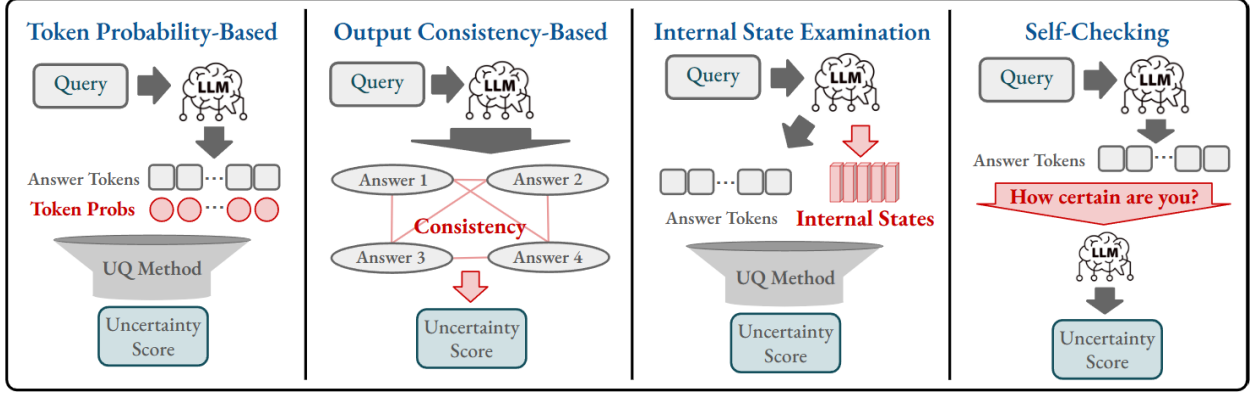 Token Probability-Based
Query
LLM
Answer Tokens
...
Token Probs
...
UQ Method
Uncertainty
Score
Output Consistency-Based
Query
LLM
Answer 1
Answer 2
Consistency
Answer 3
Answer 4
Uncertainty
Score
Internal State Examination
Query
LLM
...
Answer Tokens
Internal States
UQ Method
Uncertainty
Score
Self-Checking
Query
LLM
Answer Tokens
...
How certain are you?
LLM
Uncertainty
Score